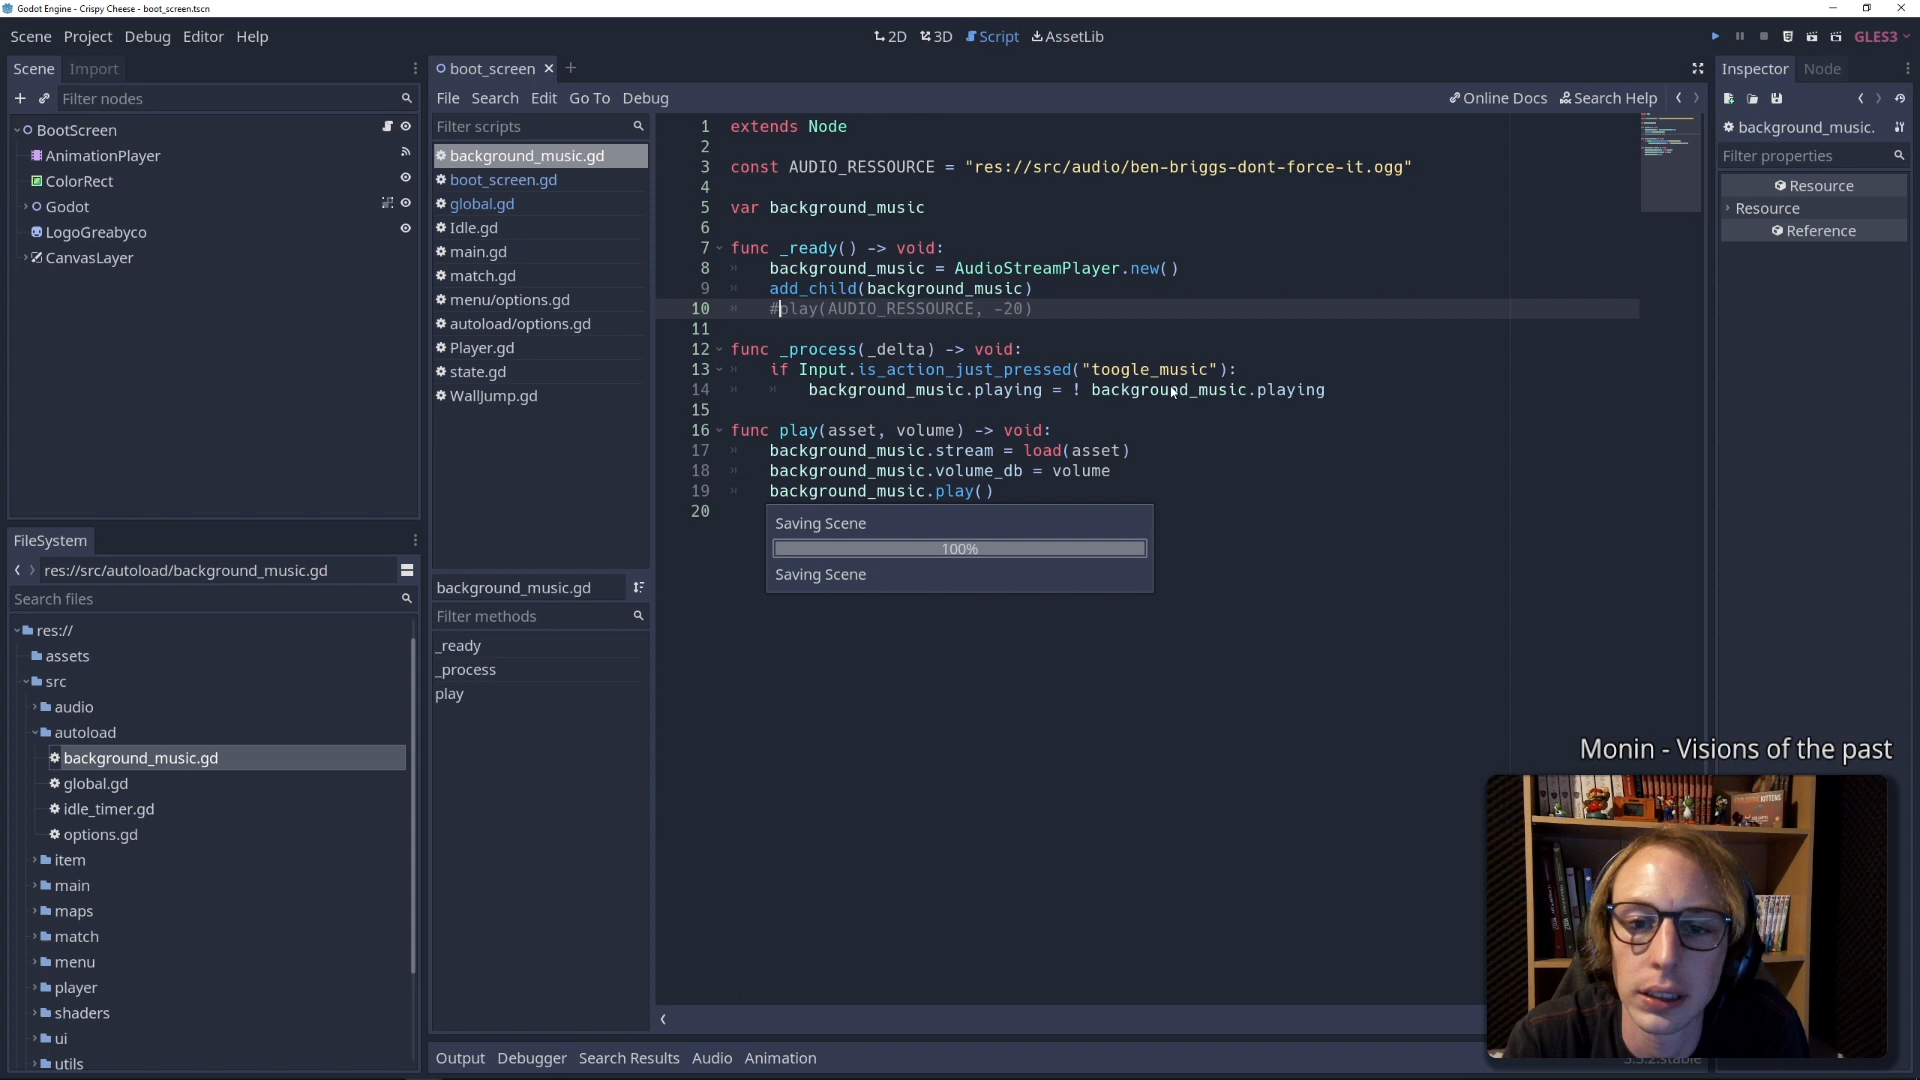 Godot Engine - Crispy Cheese - boot_screen.tscn
Scene Project Debug Editor Help
2D 3D Script AssetLib
GLES3
Scene Import
Filter nodes
BootScreen
AnimationPlayer
ColorRect
Godot
LogoGreabyco
CanvasLayer
FileSystem
res://src/autoload/background_music.gd
Search files
res://
assets
src
audio
autoload
background_music.gd
global.gd
idle_timer.gd
options.gd
item
main
maps
match
menu
player
shaders
ui
utils
boot_screen
File Search Edit Go To Debug
Online Docs Search Help
Filter scripts
background_music.gd
boot_screen.gd
global.gd
Idle.gd
main.gd
match.gd
menu/options.gd
autoload/options.gd
Player.gd
state.gd
WallJump.gd
background_music.gd
Filter methods
_ready
_process
play
1 extends Node
2
3 const AUDIO_RESSOURCE = "res://src/audio/ben-briggs-dont-force-it.ogg"
4
5 var background_music
6
7 func _ready() -> void:
8 background_music = AudioStreamPlayer.new()
9 add_child(background_music)
10 #play(AUDIO_RESSOURCE, -20)
11
12 func _process(_delta) -> void:
13 if Input.is_action_just_pressed("toogle_music"):
14 background_music.playing = ! background_music.playing
15
16 func play(asset, volume) -> void:
17 background_music.stream = load(asset)
18 background_music.volume_db = volume
19 background_music.play()
20
Saving Scene
100%
Saving Scene
Output Debugger Search Results Audio Animation
Inspector Node
background_music.
Filter properties
Resource
Resource
Reference
Monin - Visions of the past